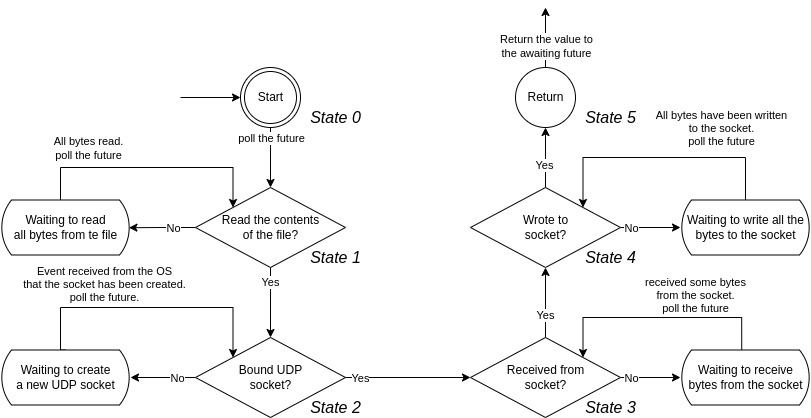 Start
State 0
poll the future
All bytes read.
poll the future
Waiting to read
all bytes from te file
No
Read the contents
of the file?
State 1
Yes
Event received from the OS
that the socket has been created.
poll the future.
Waiting to create
a new UDP socket
No
Bound UDP
socket?
State 2
Yes
Received from
socket?
State 3
No
Waiting to receive
bytes from the socket
received some bytes
from the socket.
poll the future
Yes
Wrote to
socket?
State 4
No
Waiting to write all the
bytes to the socket
All bytes have been written
to the socket.
poll the future
Yes
Return
State 5
Return the value to
the awaiting future